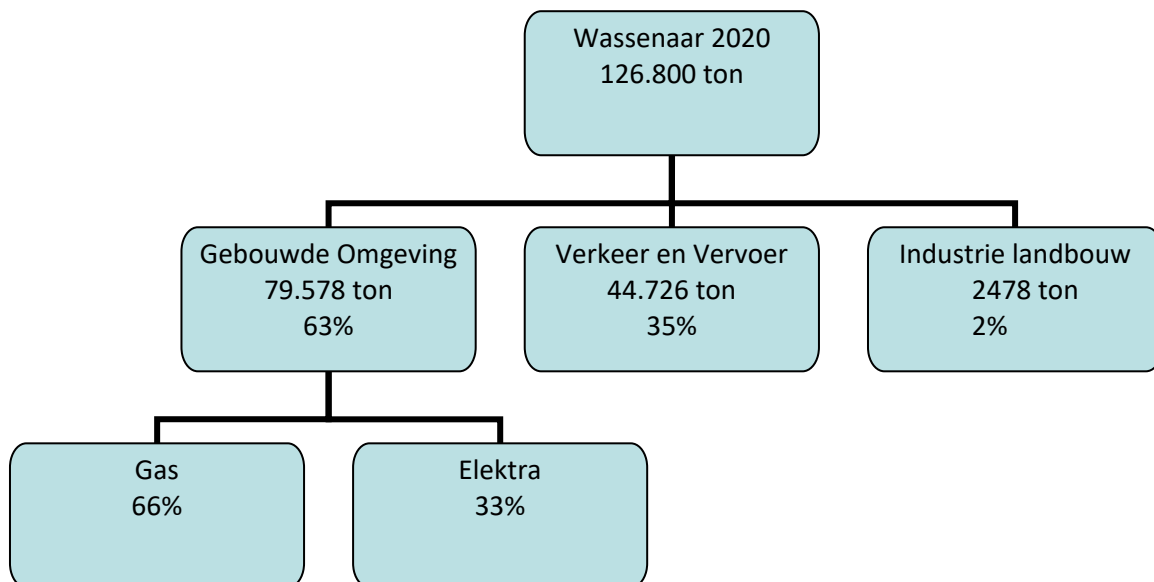 Wassenaar 2020
126.800 ton
Gebouwde Omgeving
79.578 ton
63%
Verkeer en Vervoer
44.726 ton
35%
Industrie landbouw
2478 ton
2%
Gas
66%
Elektra
33%